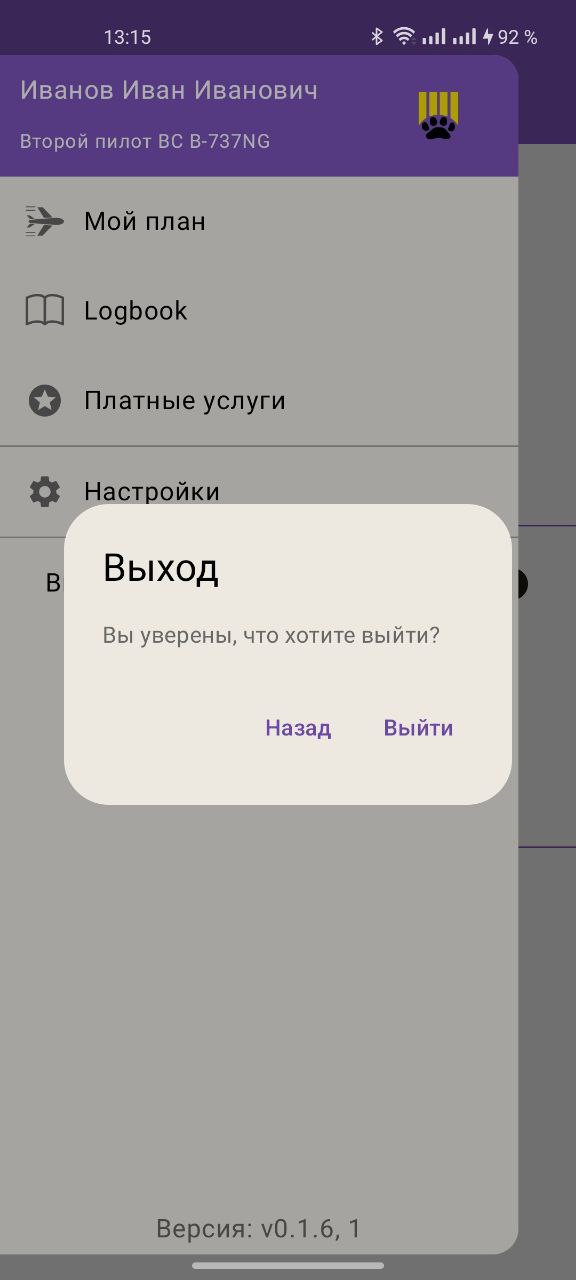 13:15
92 %
Иванов Иван Иванович
Второй пилот ВС B-737NG
Мой план
Logbook
Платные услуги
Настройки
В
Выход
Вы уверены, что хотите выйти?
Назад Выйти
Версия: v0.1.6, 1